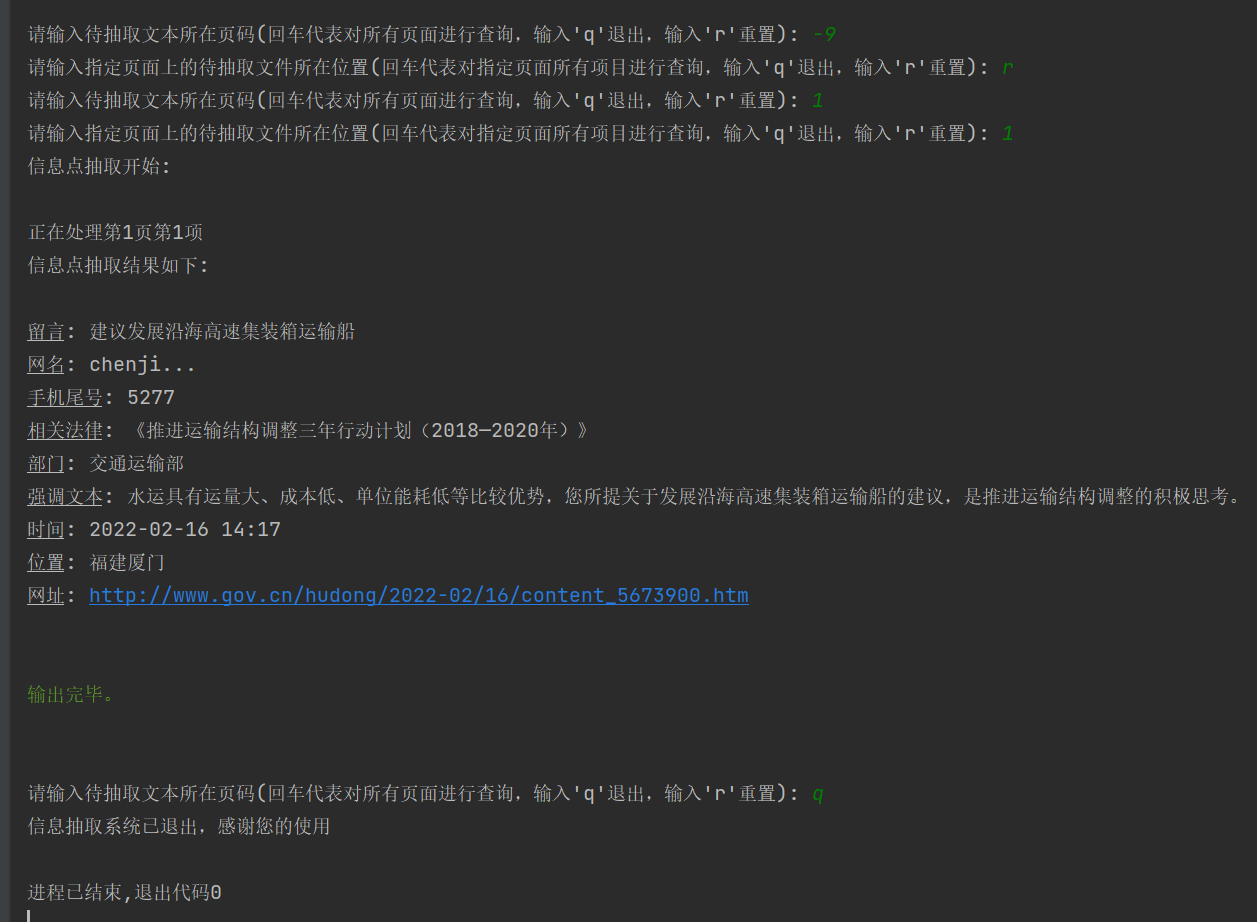 请输入待抽取文本所在页码(回车代表对所有页面进行查询，输入'q'退出，输入'r'重置): -9
请输入指定页面上的待抽取文件所在位置(回车代表对指定页面所有项目进行查询，输入'q'退出，输入'r'重置): r
请输入待抽取文本所在页码(回车代表对所有页面进行查询，输入'q'退出，输入'r'重置): 1
请输入指定页面上的待抽取文件所在位置(回车代表对指定页面所有项目进行查询，输入'q'退出，输入'r'重置): 1
信息点抽取开始:
正在处理第1页第1项
信息点抽取结果如下:
留言: 建议发展沿海高速集装箱运输船
网名: chenji...
手机尾号: 5277
相关法律: 《推进运输结构调整三年行动计划（2018—2020年）》
部门: 交通运输部
强调文本: 水运具有运量大、成本低、单位能耗低等比较优势，您所提关于发展沿海高速集装箱运输船的建议，是推进运输结构调整的积极思考。
时间: 2022-02-16 14:17
位置: 福建厦门
网址: http://www.gov.cn/hudong/2022-02/16/content_5673900.htm
输出完毕。
请输入待抽取文本所在页码(回车代表对所有页面进行查询，输入'q'退出，输入'r'重置): q
信息抽取系统已退出，感谢您的使用
进程已结束,退出代码0